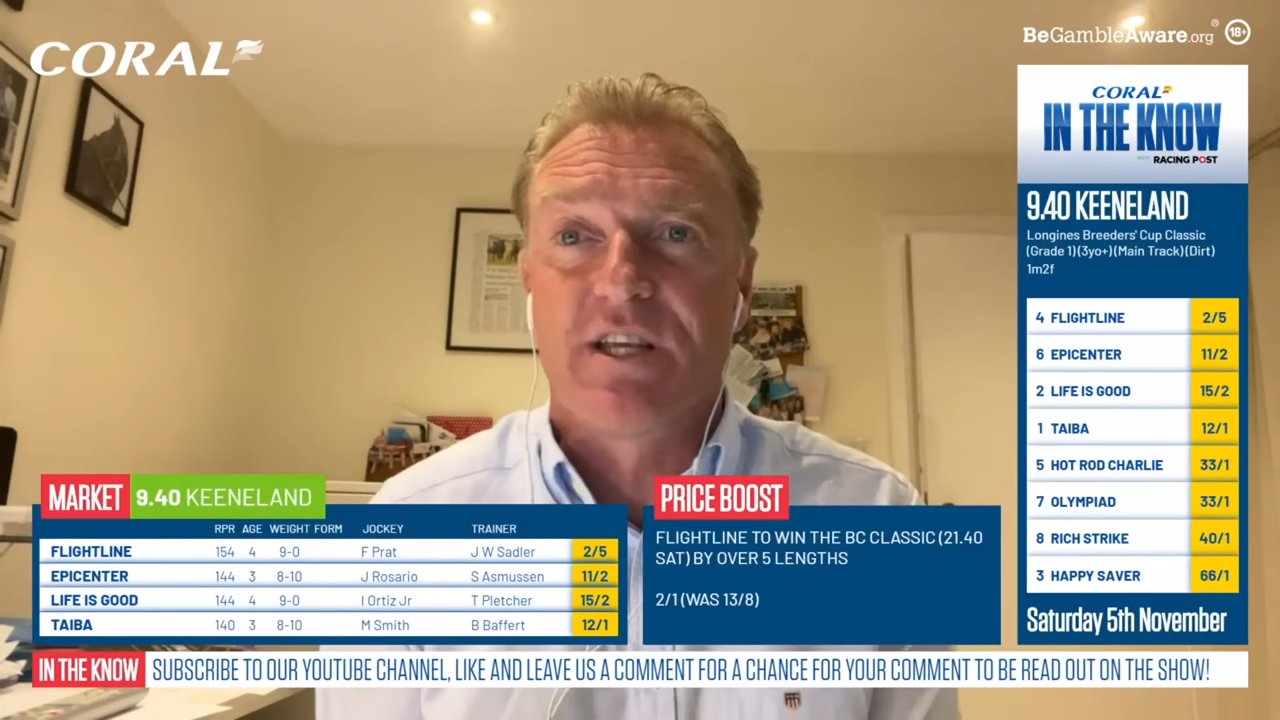 CORAL
BeGambleAware.org® 18+
CORAL
IN THE KNOW
WITH RACING POST
9.40 KEENELAND
Longines Breeders' Cup Classic
(Grade 1)(3yo+)(Main Track)(Dirt)
1m2f
4 FLIGHTLINE 2/5
6 EPICENTER 11/2
2 LIFE IS GOOD 15/2
1 TAIBA 12/1
5 HOT ROD CHARLIE 33/1
7 OLYMPIAD 33/1
8 RICH STRIKE 40/1
3 HAPPY SAVER 66/1
Saturday 5th November
MARKET 9.40 KEENELAND
RPR AGE WEIGHT FORM JOCKEY TRAINER
FLIGHTLINE 154 4 9-0 F Prat J W Sadler 2/5
EPICENTER 144 3 8-10 J Rosario S Asmussen 11/2
LIFE IS GOOD 144 4 9-0 I Ortiz Jr T Pletcher 15/2
TAIBA 140 3 8-10 M Smith B Baffert 12/1
PRICE BOOST
FLIGHTLINE TO WIN THE BC CLASSIC (21.40
SAT) BY OVER 5 LENGTHS
2/1 (WAS 13/8)
IN THE KNOW SUBSCRIBE TO OUR YOUTUBE CHANNEL, LIKE AND LEAVE US A COMMENT FOR A CHANCE FOR YOUR COMMENT TO BE READ OUT ON THE SHOW!